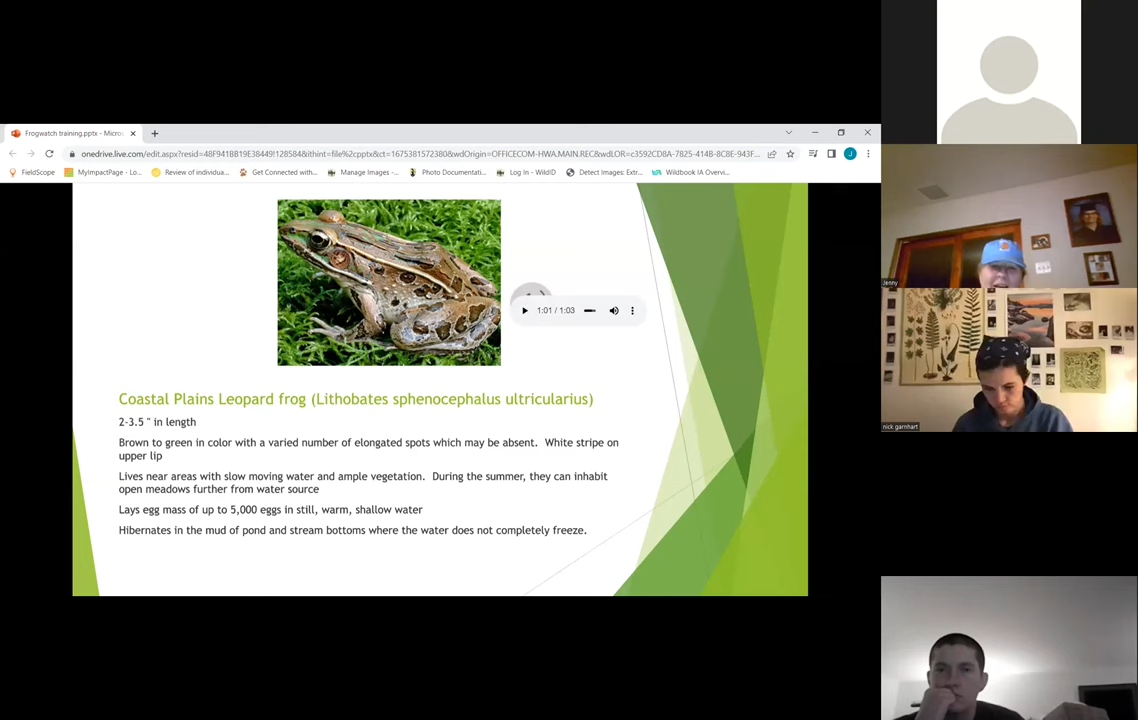 Frogwatch training.pptx - Micros
onedrive.live.com/edit.aspx?resid=48F941BB19E38449!128584&ithint=file%2cpptx&ct=1675381572380&wdOrigin=OFFICECOM-HWA.MAIN.REC&wdLOR=c3592CD8A-7825-414B-8C8E-943F...
FieldScope MyImpactPage - Lo... Review of individua... Get Connected with... Manage Images -... Photo Documentati... Log In - WildID Detect Images: Extr... Wildbook IA Overvi...
J
1:01 / 1:03
Coastal Plains Leopard frog (Lithobates sphenocephalus ultricularius)
2-3.5 " in length
Brown to green in color with a varied number of elongated spots which may be absent. White stripe on
upper lip
Lives near areas with slow moving water and ample vegetation. During the summer, they can inhabit
open meadows further from water source
Lays egg mass of up to 5,000 eggs in still, warm, shallow water
Hibernates in the mud of pond and stream bottoms where the water does not completely freeze.
Jenny
nick garnhart